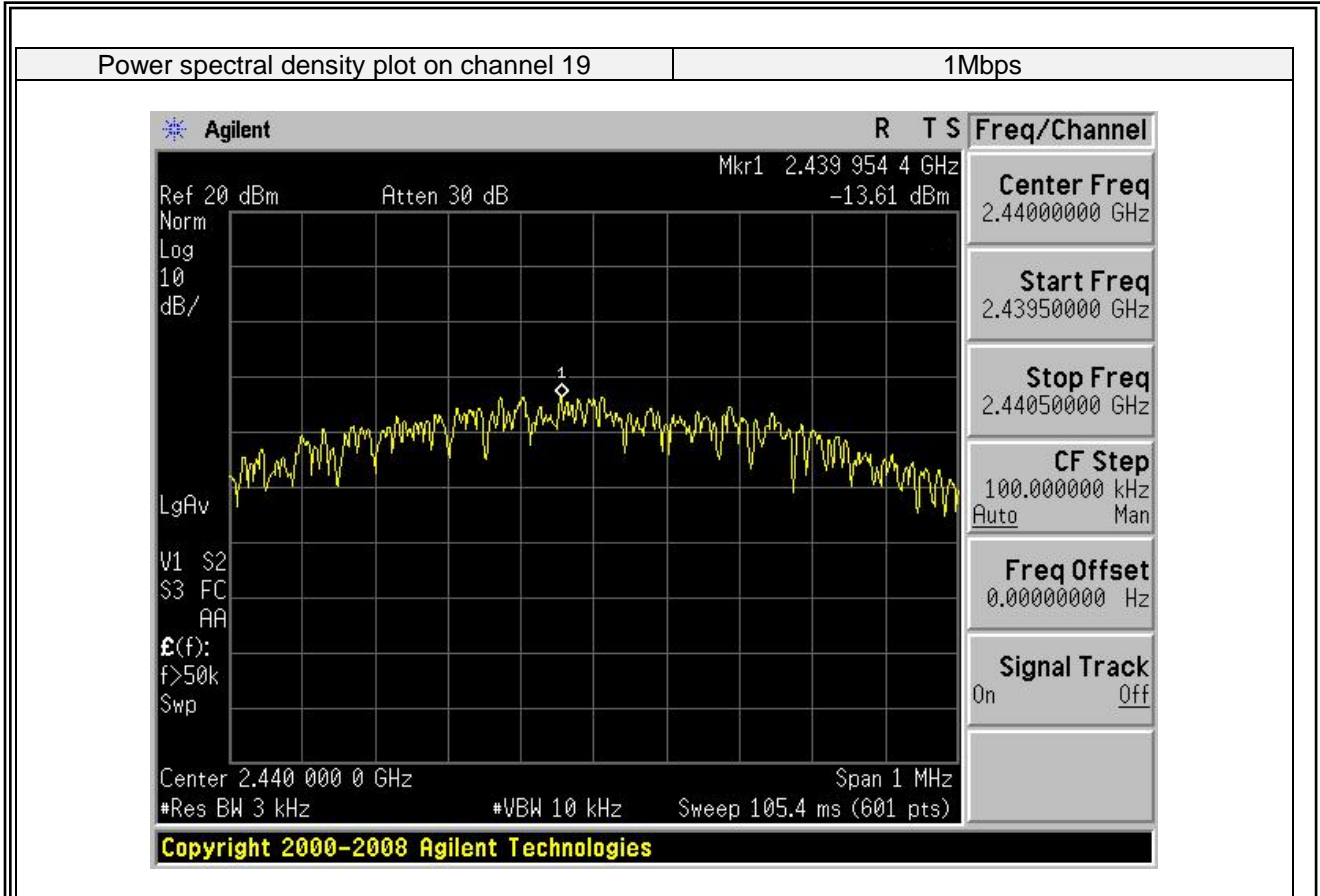 Power spectral density plot on channel 19 1Mbps
Agilent R T S Freq/Channel
Mkr1 2.439 954 4 GHz
Ref 20 dBm Atten 30 dB -13.61 dBm
Norm
Log
10
dB/
1
LgAv
V1 S2
S3 FC
AA
£(f):
f>50k
Swp
Center 2.440 000 0 GHz Span 1 MHz
#Res BW 3 kHz #VBW 10 kHz Sweep 105.4 ms (601 pts)
Center Freq
2.44000000 GHz
Start Freq
2.43950000 GHz
Stop Freq
2.44050000 GHz
CF Step
100.000000 kHz
Auto Man
Freq Offset
0.00000000 Hz
Signal Track
On Off
Copyright 2000-2008 Agilent Technologies